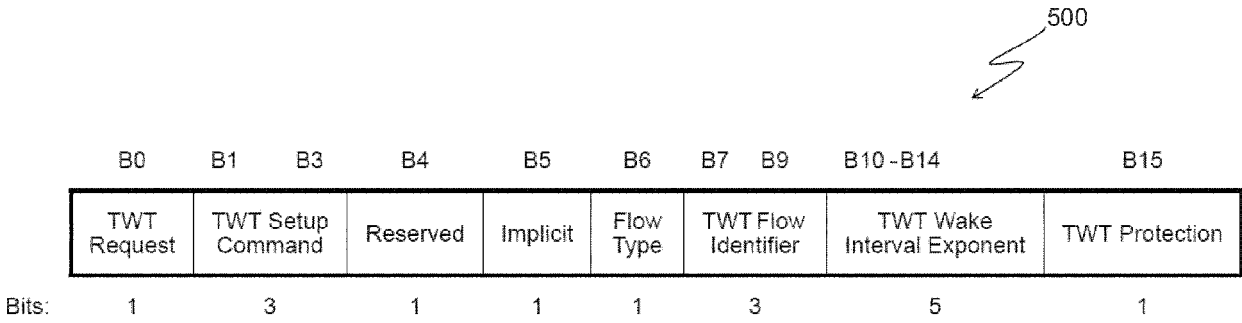 500
B0 B1 B3 B4 B5 B6 B7 B9 B10 -B14 B15
TWT Request TWT Setup Command Reserved Implicit Flow Type TWT Flow Identifier TWT Wake Interval Exponent TWT Protection
Bits: 1 3 1 1 1 3 5 1